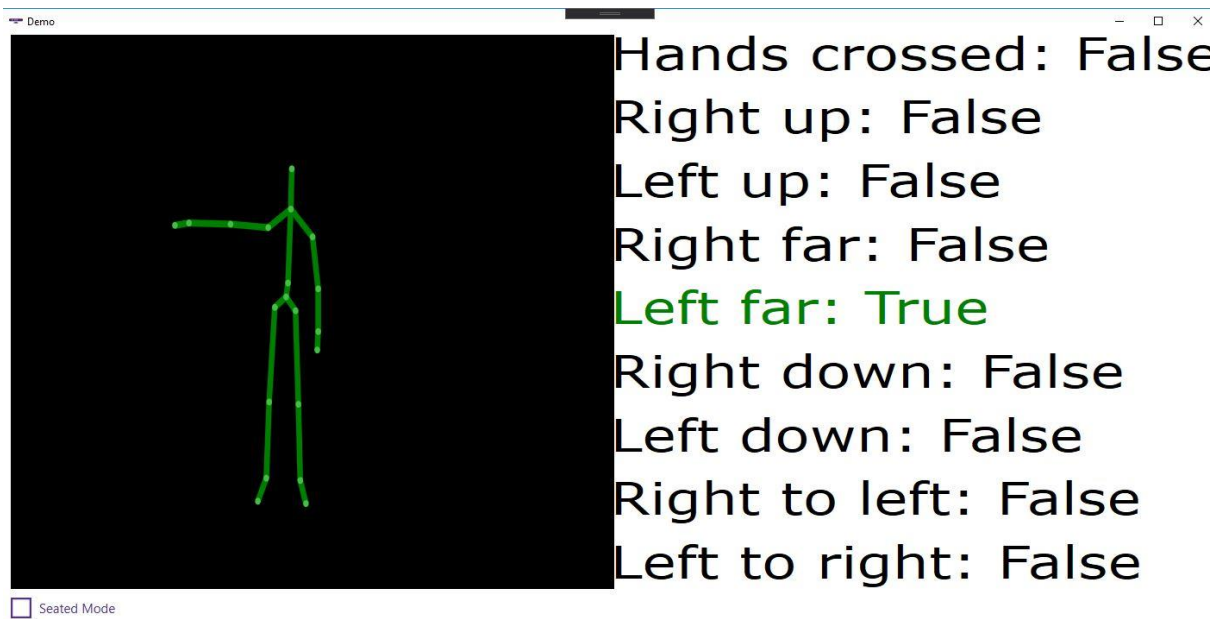 Demo
Hands crossed: False
Right up: False
Left up: False
Right far: False
Left far: True
Right down: False
Left down: False
Right to left: False
Left to right: False
Seated Mode